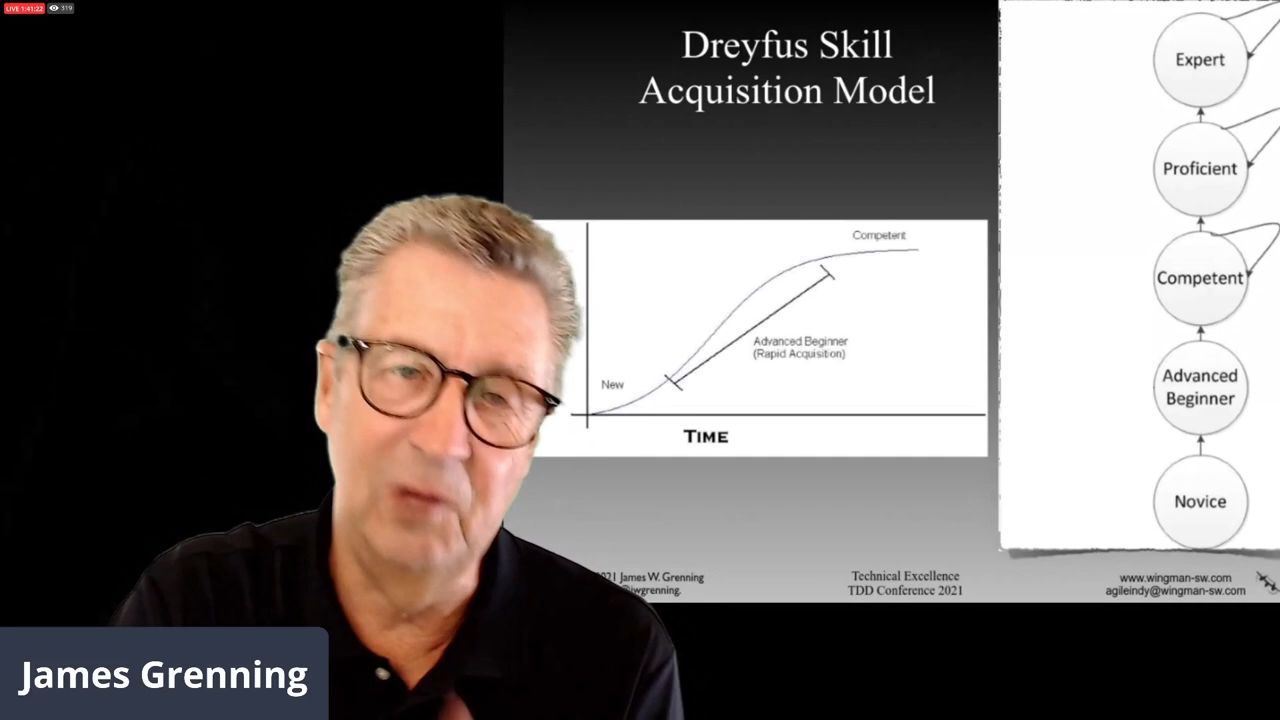 LIVE 1:41:22 319
Dreyfus Skill
Acquisition Model
Competent
Advanced Beginner
(Rapid Acquisition)
New
TIME
Expert
Proficient
Competent
Advanced
Beginner
Novice
James W. Grenning
Technical Excellence
TDD Conference 2021
www.wingman-sw.com
agileindy@wingman-sw.com
James Grenning